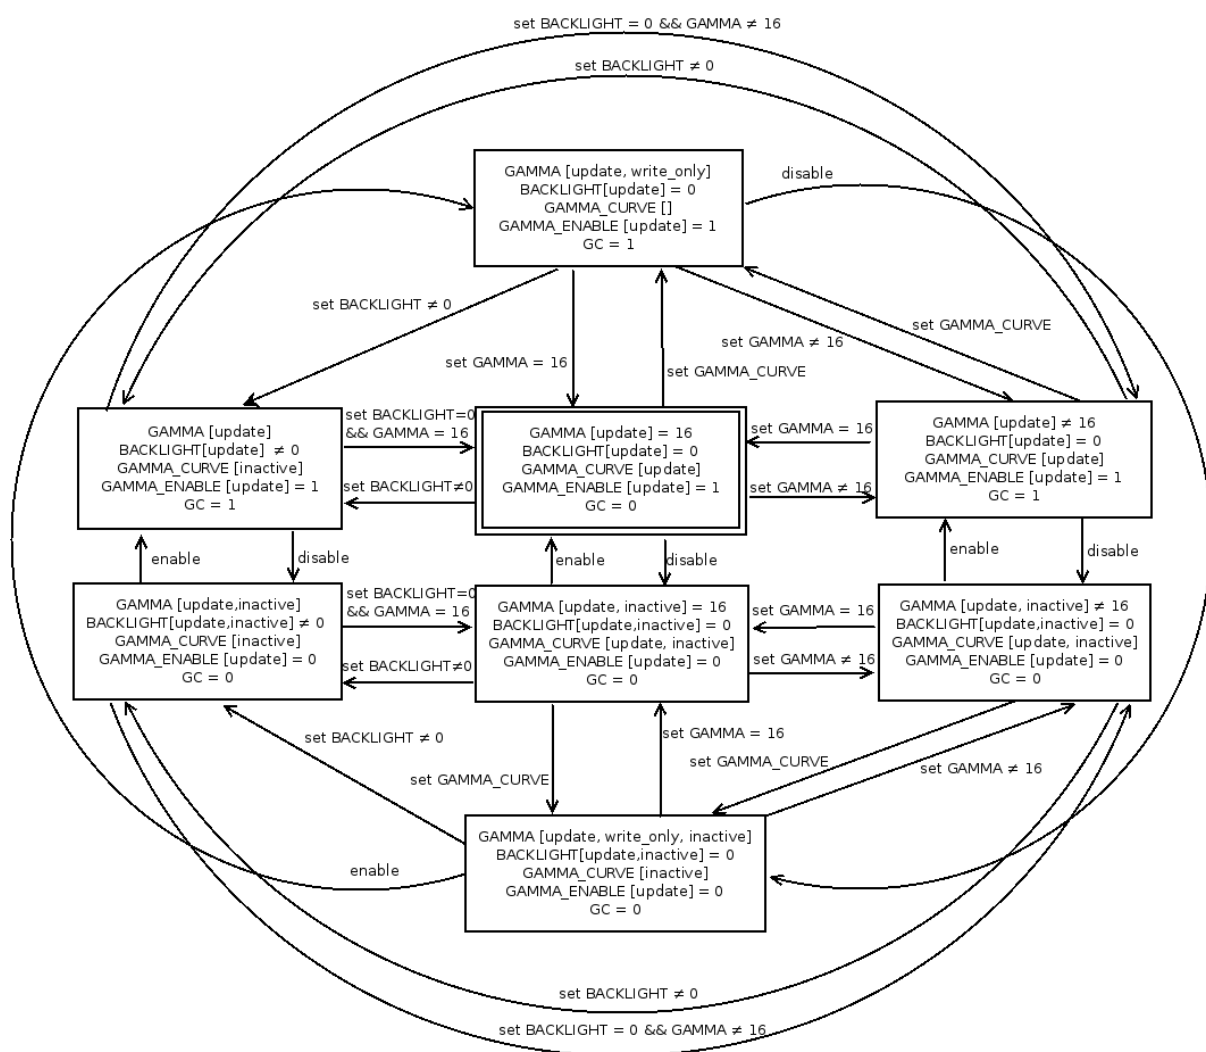 set BACKLIGHT = 0 && GAMMA ≠ 16
set BACKLIGHT ≠ 0
GAMMA [update, write_only]
BACKLIGHT[update] = 0
GAMMA_CURVE []
GAMMA_ENABLE [update] = 1
GC = 1
disable
set BACKLIGHT ≠ 0
set GAMMA = 16
set GAMMA_CURVE
set GAMMA ≠ 16
set GAMMA_CURVE
GAMMA [update]
BACKLIGHT[update] ≠ 0
GAMMA_CURVE [inactive]
GAMMA_ENABLE [update] = 1
GC = 1
set BACKLIGHT=0
&& GAMMA = 16
set BACKLIGHT≠0
GAMMA [update] = 16
BACKLIGHT[update] = 0
GAMMA_CURVE [update]
GAMMA_ENABLE [update] = 1
GC = 0
set GAMMA = 16
set GAMMA ≠ 16
GAMMA [update] ≠ 16
BACKLIGHT[update] = 0
GAMMA_CURVE [update]
GAMMA_ENABLE [update] = 1
GC = 1
enable
disable
enable
disable
enable
disable
GAMMA [update,inactive]
BACKLIGHT[update,inactive] ≠ 0
GAMMA_CURVE [inactive]
GAMMA_ENABLE [update] = 0
GC = 0
set BACKLIGHT=0
&& GAMMA = 16
set BACKLIGHT≠0
GAMMA [update, inactive] = 16
BACKLIGHT[update,inactive] = 0
GAMMA_CURVE [update, inactive]
GAMMA_ENABLE [update] = 0
GC = 0
set GAMMA = 16
set GAMMA ≠ 16
GAMMA [update, inactive] ≠ 16
BACKLIGHT[update,inactive] = 0
GAMMA_CURVE [update, inactive]
GAMMA_ENABLE [update] = 0
GC = 0
set BACKLIGHT ≠ 0
set GAMMA_CURVE
set GAMMA = 16
set GAMMA_CURVE
set GAMMA ≠ 16
GAMMA [update, write_only, inactive]
BACKLIGHT[update,inactive] = 0
GAMMA_CURVE [inactive]
GAMMA_ENABLE [update] = 0
GC = 0
enable
set BACKLIGHT ≠ 0
set BACKLIGHT = 0 && GAMMA ≠ 16